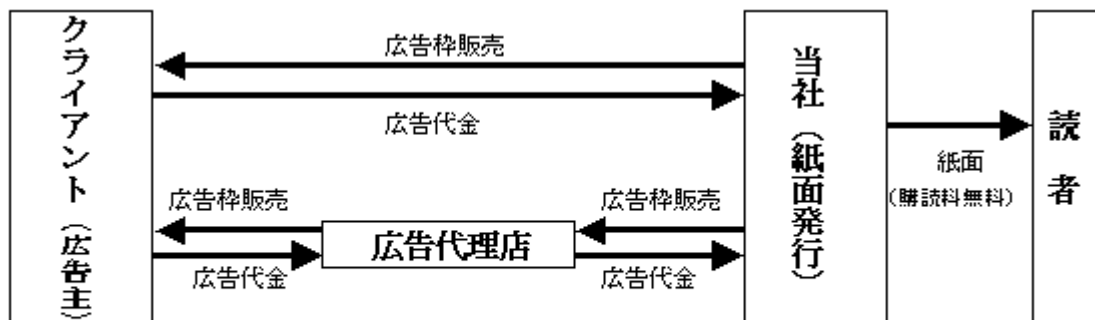 クライアント（広告主）
広告枠販売
広告代金
広告枠販売
広告代金
広告代理店
広告枠販売
広告代金
当社（紙面発行）
紙面
（購読料無料）
読者